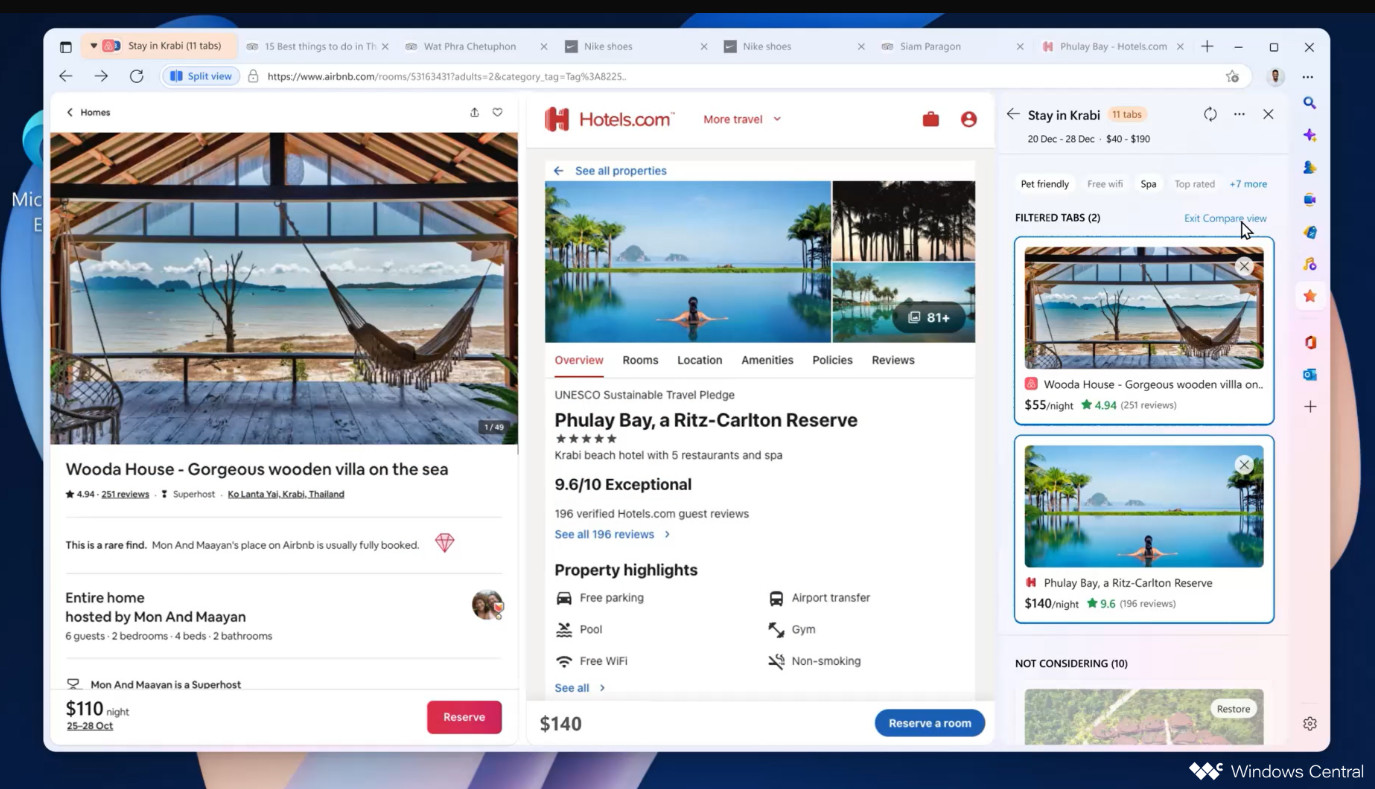 Stay in Krabi (11 tabs)
15 Best things to do in Th
Wat Phra Chetuphon
Nike shoes
Nike shoes
Siam Paragon
Phulay Bay - Hotels.com
Split view
https://www.airbnb.com/rooms/53163431?adults=2&category_tag=Tag%3A8225..
Mic
E
Homes
1 / 49
Wooda House - Gorgeous wooden villa on the sea
4.94 · 251 reviews · Superhost · Ko Lanta Yai, Krabi, Thailand
This is a rare find. Mon And Maayan's place on Airbnb is usually fully booked.
Entire home
hosted by Mon And Maayan
6 guests · 2 bedrooms · 4 beds · 2 bathrooms
Mon And Maayan is a Superhost
$110 night
25–28 Oct
Reserve
Hotels.com™
More travel
See all properties
81+
Overview
Rooms
Location
Amenities
Policies
Reviews
UNESCO Sustainable Travel Pledge
Phulay Bay, a Ritz-Carlton Reserve
Krabi beach hotel with 5 restaurants and spa
9.6/10 Exceptional
196 verified Hotels.com guest reviews
See all 196 reviews
Property highlights
Free parking
Airport transfer
Pool
Gym
Free WiFi
Non-smoking
See all
$140
Reserve a room
Stay in Krabi 11 tabs
20 Dec - 28 Dec · $40 - $190
Pet friendly
Free wifi
Spa
Top rated
+7 more
FILTERED TABS (2)
Exit Compare view
Wooda House - Gorgeous wooden villla on..
$55/night 4.94 (251 reviews)
Phulay Bay, a Ritz-Carlton Reserve
$140/night 9.6 (196 reviews)
NOT CONSIDERING (10)
Restore
Windows Central